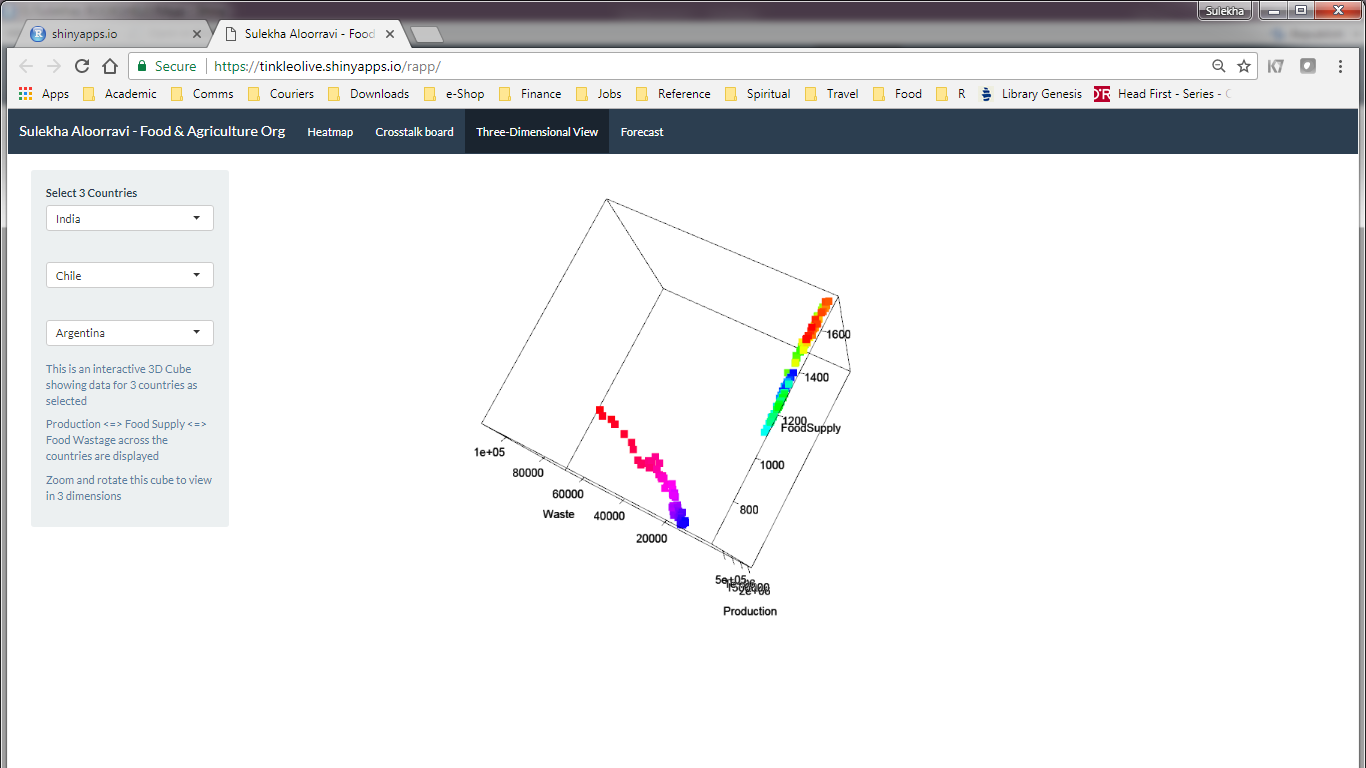 Sulekha
shinyapps.io
Sulekha Aloorravi - Food
Secure
https://tinkleolive.shinyapps.io/rapp/
Apps Academic Comms Couriers Downloads e-Shop Finance Jobs Reference Spiritual Travel Food R Library Genesis D'R Head First - Series -
Sulekha Aloorravi - Food & Agriculture Org Heatmap Crosstalk board Three-Dimensional View Forecast
Select 3 Countries
India
Chile
Argentina
This is an interactive 3D Cube
showing data for 3 countries as
selected
Production <=> Food Supply <=>
Food Wastage across the
countries are displayed
Zoom and rotate this cube to view
in 3 dimensions
1600
1400
1200
FoodSupply
1000
800
1e+05
80000
60000
Waste
40000
20000
5e+05
Production